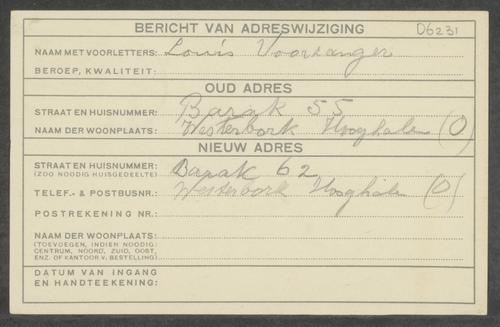 BERICHT VAN ADRESWIJZIGING D6231
NAAM MET VOORLETTERS: Louis Voorzanger
BEROEP, KWALITEIT:
OUD ADRES
STRAAT EN HUISNUMMER: Barak 55
NAAM DER WOONPLAATS: Westerbork Hooghalen (O)
NIEUW ADRES
STRAAT EN HUISNUMMER: Barak 62
(ZOO NOODIG HUISGEDEELTE)
TELEF.- & POSTBUSNR.: Westerbork Hooghalen (O)
POSTREKENING NR.:
NAAM DER WOONPLAATS:
(TOEVOEGEN, INDIEN NOODIG:
CENTRUM, NOORD, ZUID, OOST,
ENZ. OF KANTOOR V. BESTELLING)
DATUM VAN INGANG
EN HANDTEEKENING: